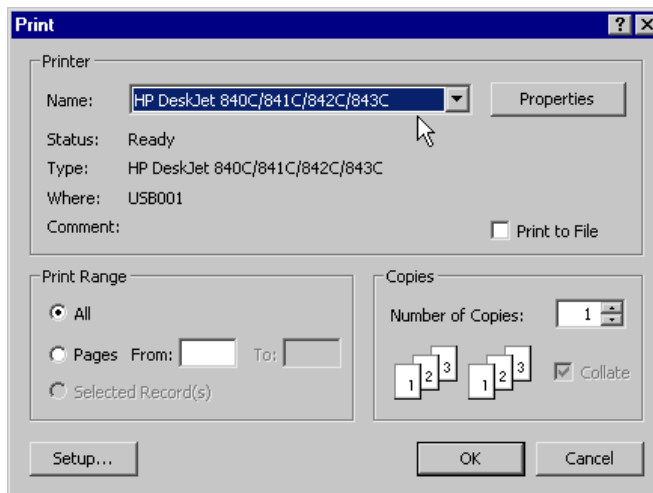 Print
Printer
Name: HP DeskJet 840C/841C/842C/843C Properties
Status: Ready
Type: HP DeskJet 840C/841C/842C/843C
Where: USB001
Comment: Print to File
Print Range
All
Pages From: To:
Selected Record(s)
Copies
Number of Copies: 1
1 2 3 1 2 3 Collate
Setup... OK Cancel